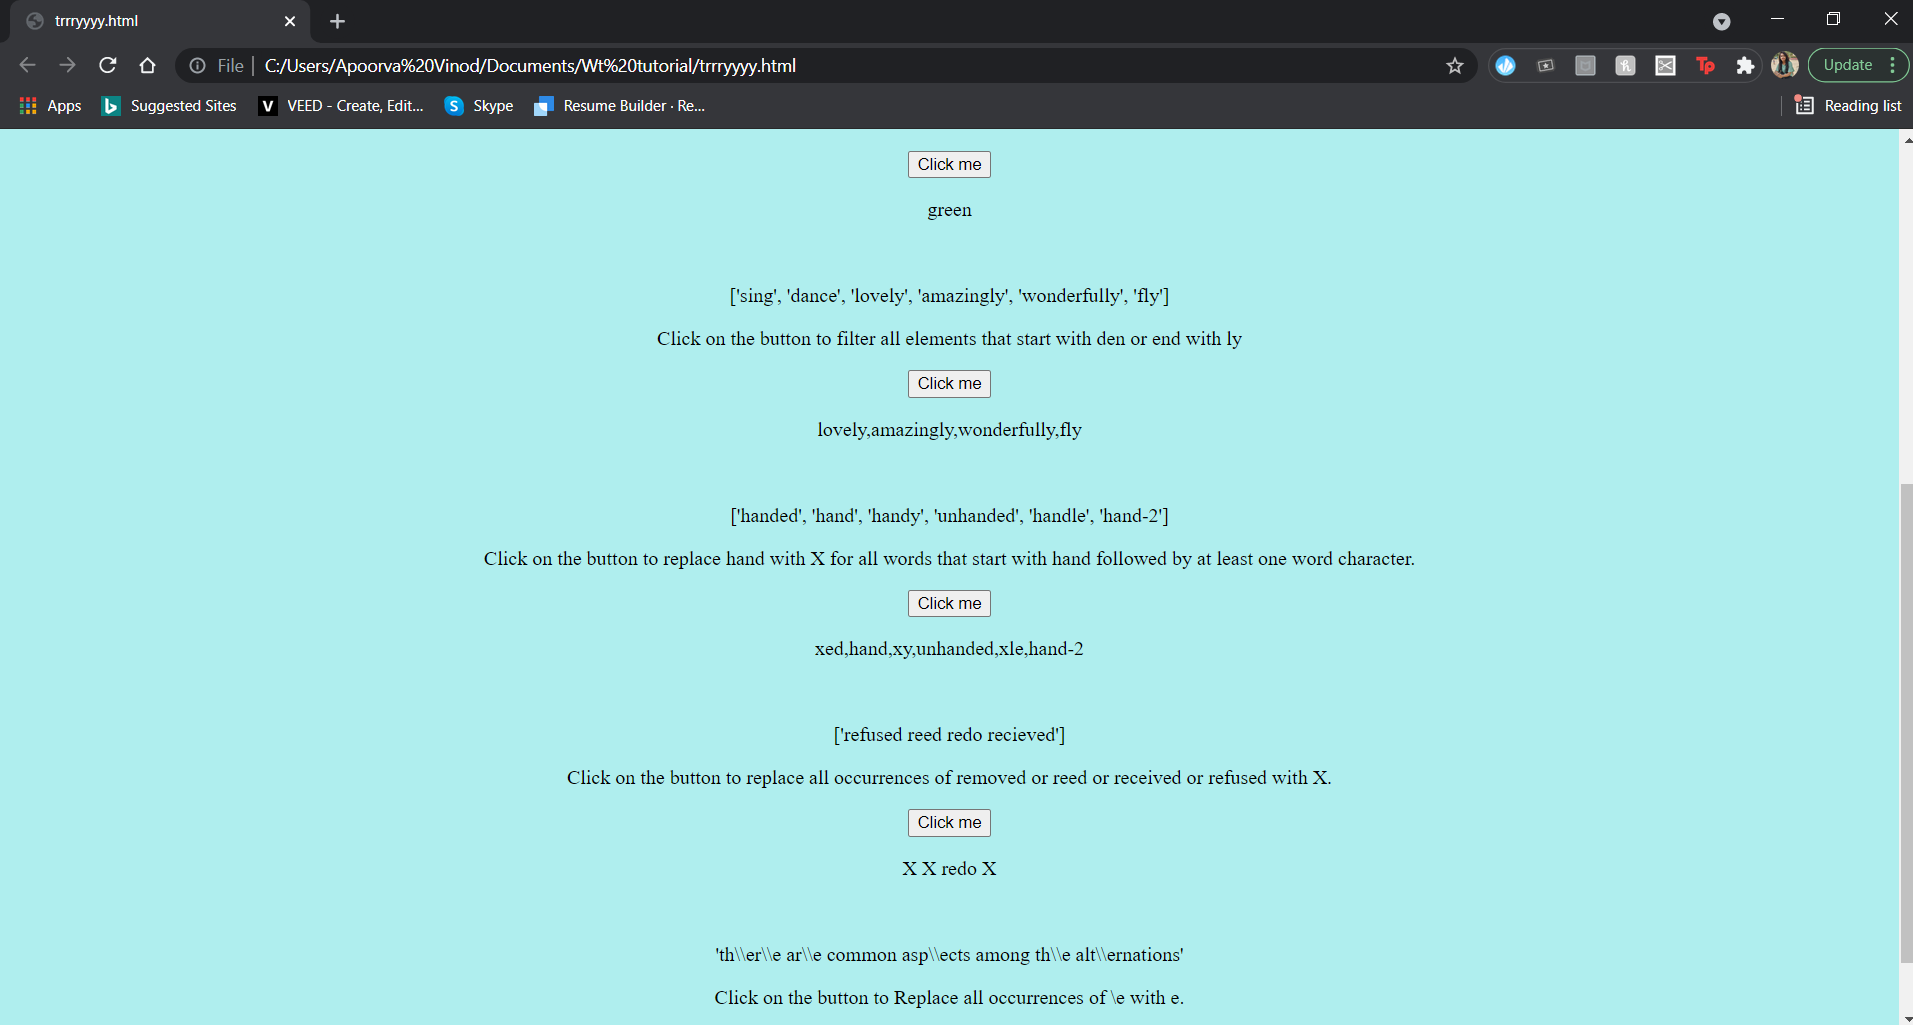 trrryyyy.html
File C:/Users/Apoorva%20Vinod/Documents/Wt%20tutorial/trrryyyy.html Tp Update
Apps Suggested Sites V VEED - Create, Edit... Skype Resume Builder · Re... Reading list
Click me
green
['sing', 'dance', 'lovely', 'amazingly', 'wonderfully', 'fly']
Click on the button to filter all elements that start with den or end with ly
Click me
lovely,amazingly,wonderfully,fly
['handed', 'hand', 'handy', 'unhanded', 'handle', 'hand-2']
Click on the button to replace hand with X for all words that start with hand followed by at least one word character.
Click me
xed,hand,xy,unhanded,xle,hand-2
['refused reed redo recieved']
Click on the button to replace all occurrences of removed or reed or received or refused with X.
Click me
X X redo X
'th\\er\\e ar\\e common asp\\ects among th\\e alt\\ernations'
Click on the button to Replace all occurrences of \e with e.